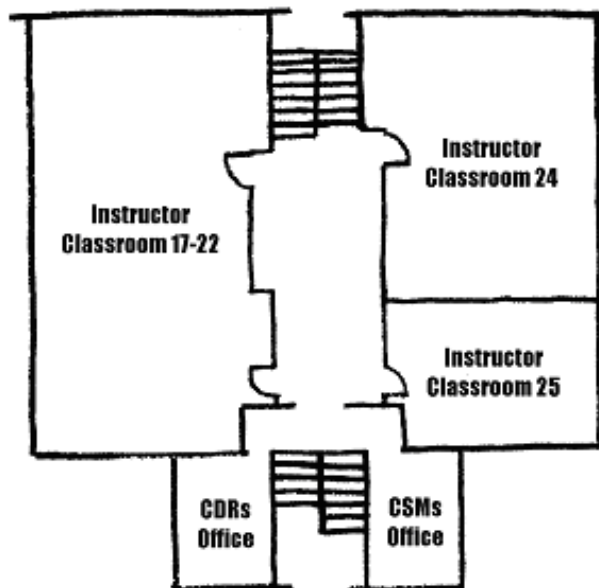 Instructor
Classroom 24
Instructor
Classroom 17-22
Instructor
Classroom 25
CDRs
Office
CSMs
Office